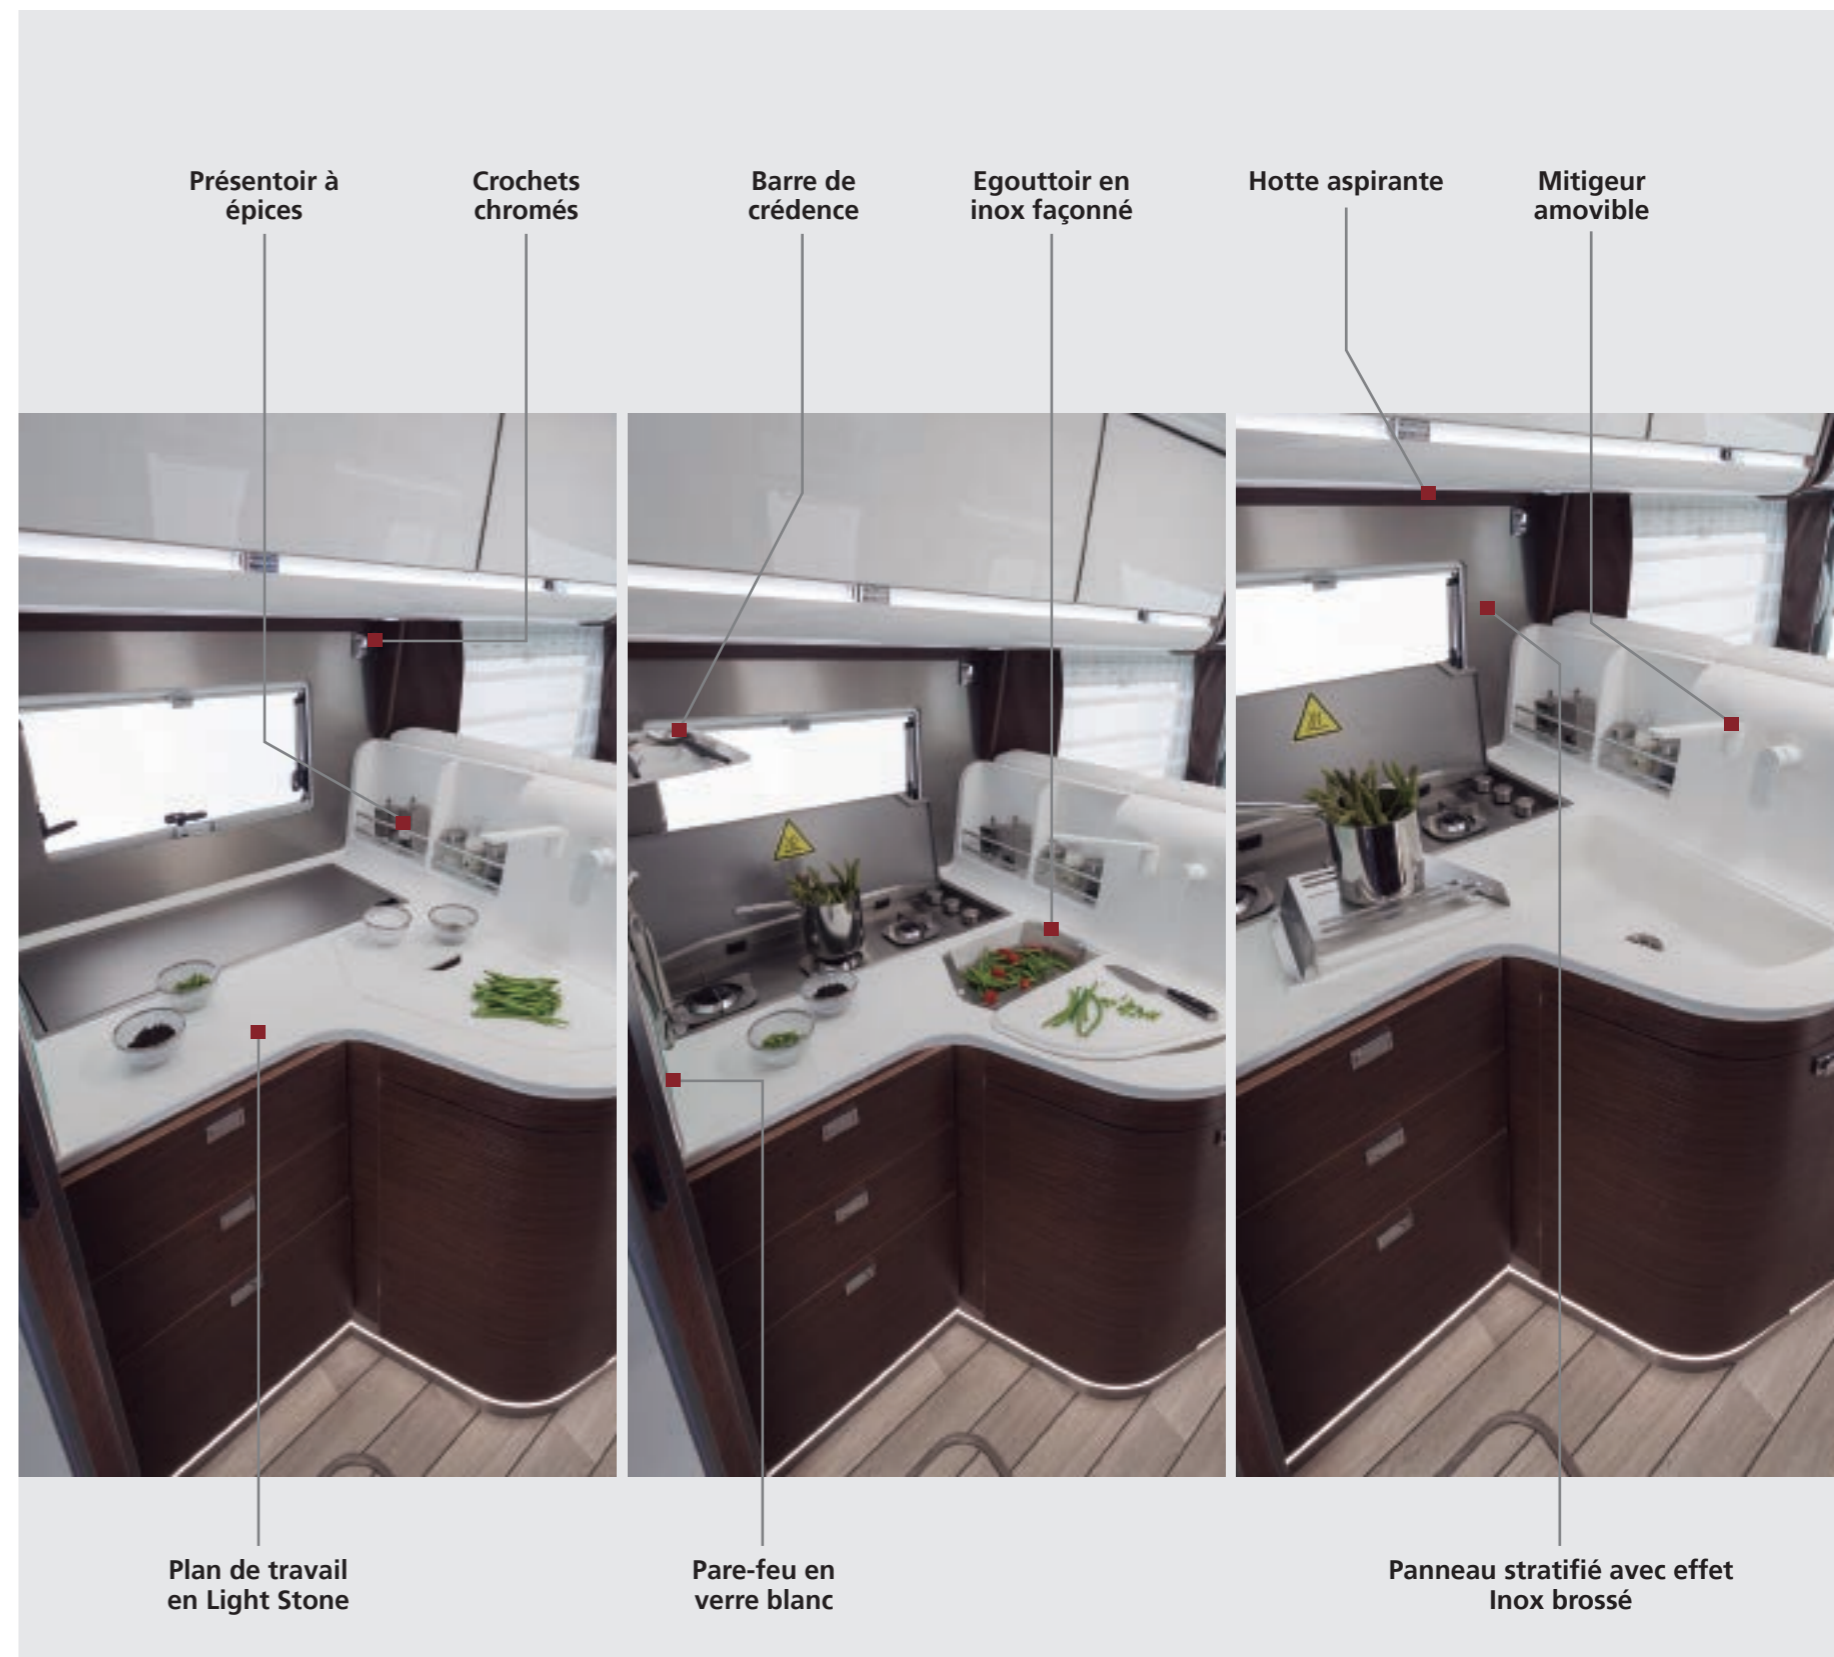 Présentoir à
épices
Crochets
chromés
Barre de
crédence
Egouttoir en
inox façonné
Hotte aspirante
Mitigeur
amovible
Plan de travail
en Light Stone
Pare-feu en
verre blanc
Panneau stratifié avec effet
Inox brossé